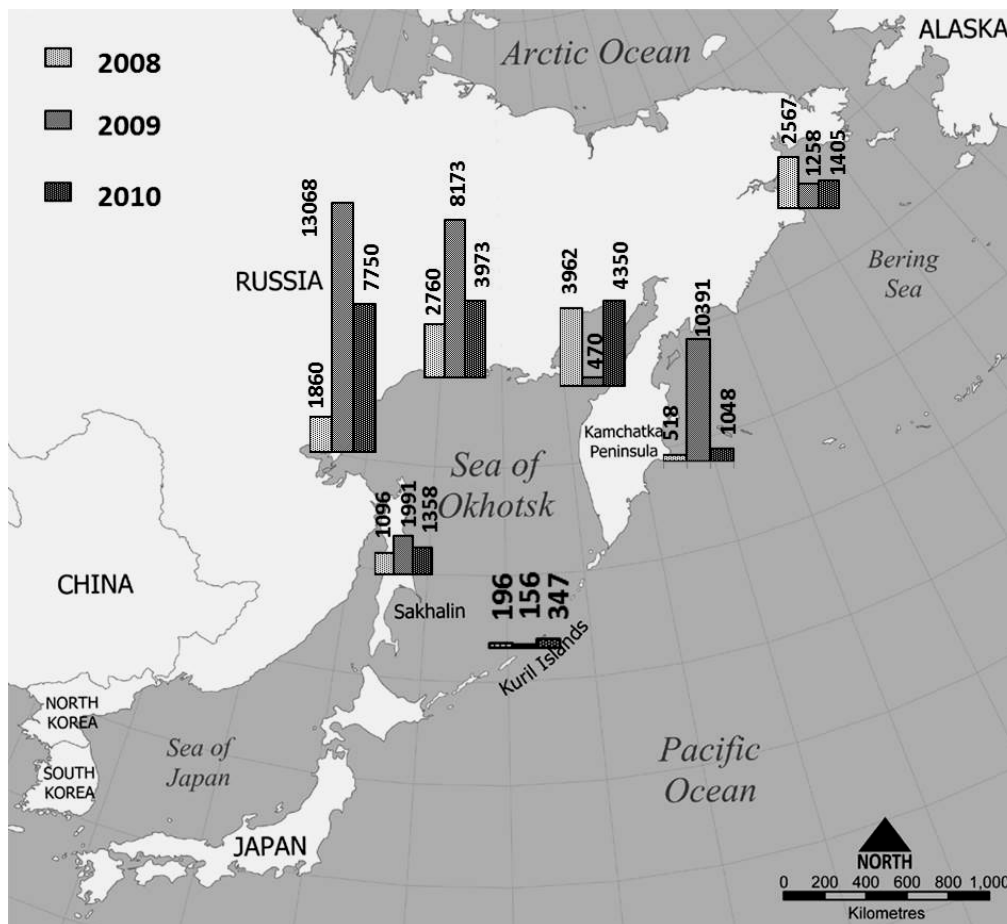 ALASKA
Arctic Ocean
2008
2009
2010
2567
1258
1405
13068
8173
RUSSIA
7750
2760
3973
3962
470
4350
Bering
Sea
10391
1860
Kamchatka
Peninsula
518
1048
Sea of
Okhotsk
1096
1991
1358
CHINA
196
156
347
Sakhalin
Kuril Islands
NORTH
KOREA
SOUTH
KOREA
Sea of
Japan
Pacific
Ocean
JAPAN
NORTH
0 200 400 600 800 1,000
Kilometres